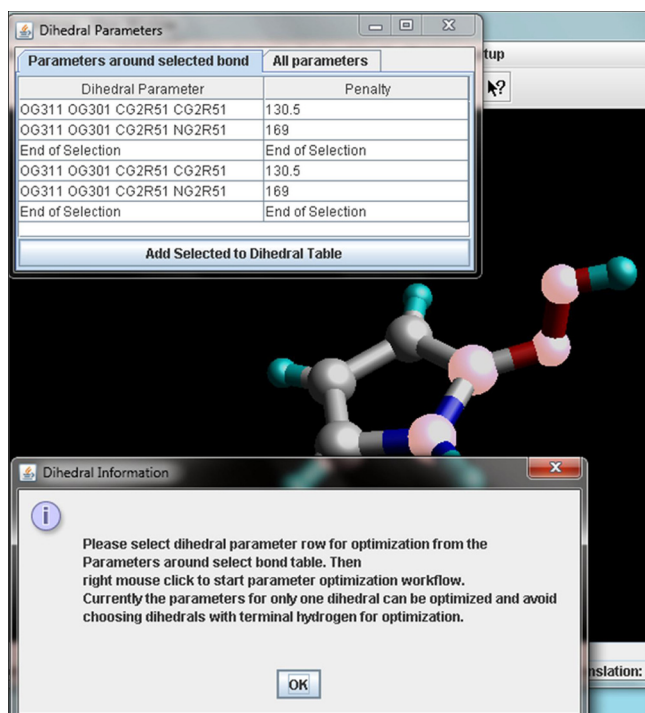 Dihedral Parameters
tup
Parameters around selected bond All parameters
Dihedral Parameter Penalty
OG311 OG301 CG2R51 CG2R51 130.5
OG311 OG301 CG2R51 NG2R51 169
End of Selection End of Selection
OG311 OG301 CG2R51 CG2R51 130.5
OG311 OG301 CG2R51 NG2R51 169
End of Selection End of Selection
Add Selected to Dihedral Table
Dihedral Information
Please select dihedral parameter row for optimization from the
Parameters around select bond table. Then
right mouse click to start parameter optimization workflow.
Currently the parameters for only one dihedral can be optimized and avoid
choosing dihedrals with terminal hydrogen for optimization.
OK
nslation: